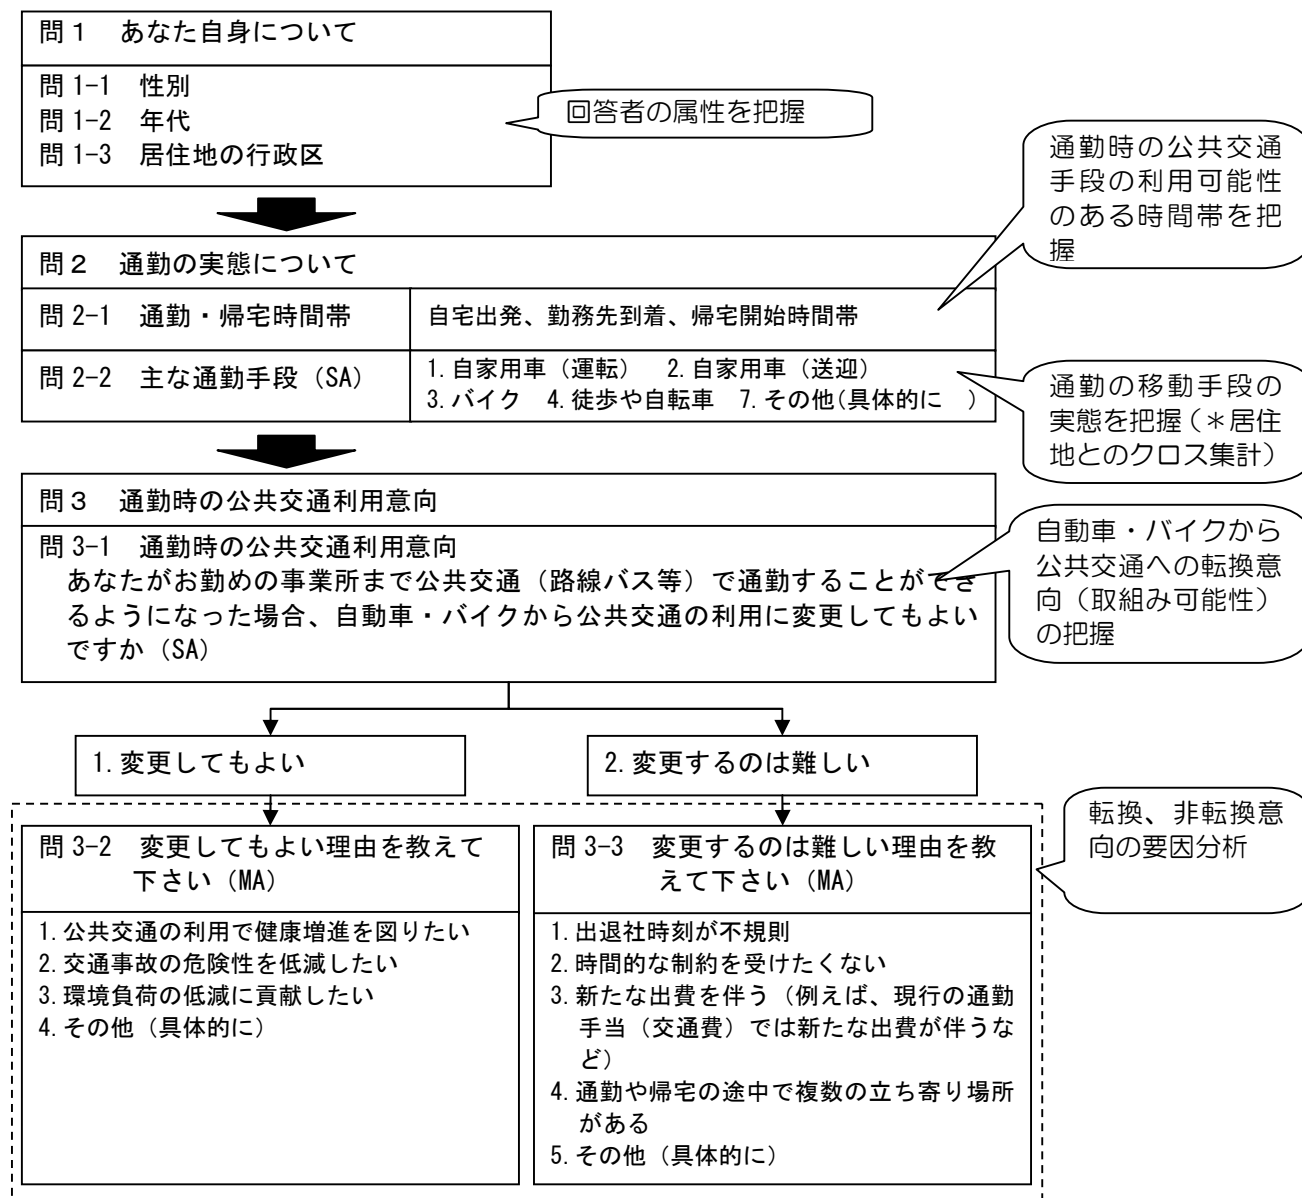 問１　あなた自身について
問 1-1　性別
問 1-2　年代
問 1-3　居住地の行政区
回答者の属性を把握
通勤時の公共交通
手段の利用可能性
のある時間帯を把
握
問２　通勤の実態について
問 2-1　通勤・帰宅時間帯
自宅出発、勤務先到着、帰宅開始時間帯
問 2-2　主な通勤手段（SA）
1.自家用車（運転）　2.自家用車（送迎）
3.バイク　4.徒歩や自転車　7.その他(具体的に　）
通勤の移動手段の
実態を把握（＊居住
地とのクロス集計）
問３　通勤時の公共交通利用意向
問 3-1　通勤時の公共交通利用意向
あなたがお勤めの事業所まで公共交通（路線バス等）で通勤することができ
るようになった場合、自動車・バイクから公共交通の利用に変更してもよい
ですか（SA）
自動車・バイクから
公共交通への転換意
向（取組み可能性）
の把握
1.変更してもよい
2.変更するのは難しい
転換、非転換意
向の要因分析
問 3-2　変更してもよい理由を教えて
下さい（MA）
1.公共交通の利用で健康増進を図りたい
2.交通事故の危険性を低減したい
3.環境負荷の低減に貢献したい
4.その他（具体的に）
問 3-3　変更するのは難しい理由を教
えて下さい（MA）
1.出退社時刻が不規則
2.時間的な制約を受けたくない
3.新たな出費を伴う（例えば、現行の通勤
手当（交通費）では新たな出費が伴うな
ど）
4.通勤や帰宅の途中で複数の立ち寄り場所
がある
5.その他（具体的に）